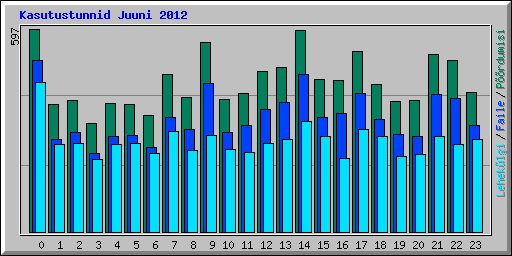 Kasutustunnid Juuni 2012
597
Lehekülgi / Faile / Pöördumisi
0 1 2 3 4 5 6 7 8 9 10 11 12 13 14 15 16 17 18 19 20 21 22 23